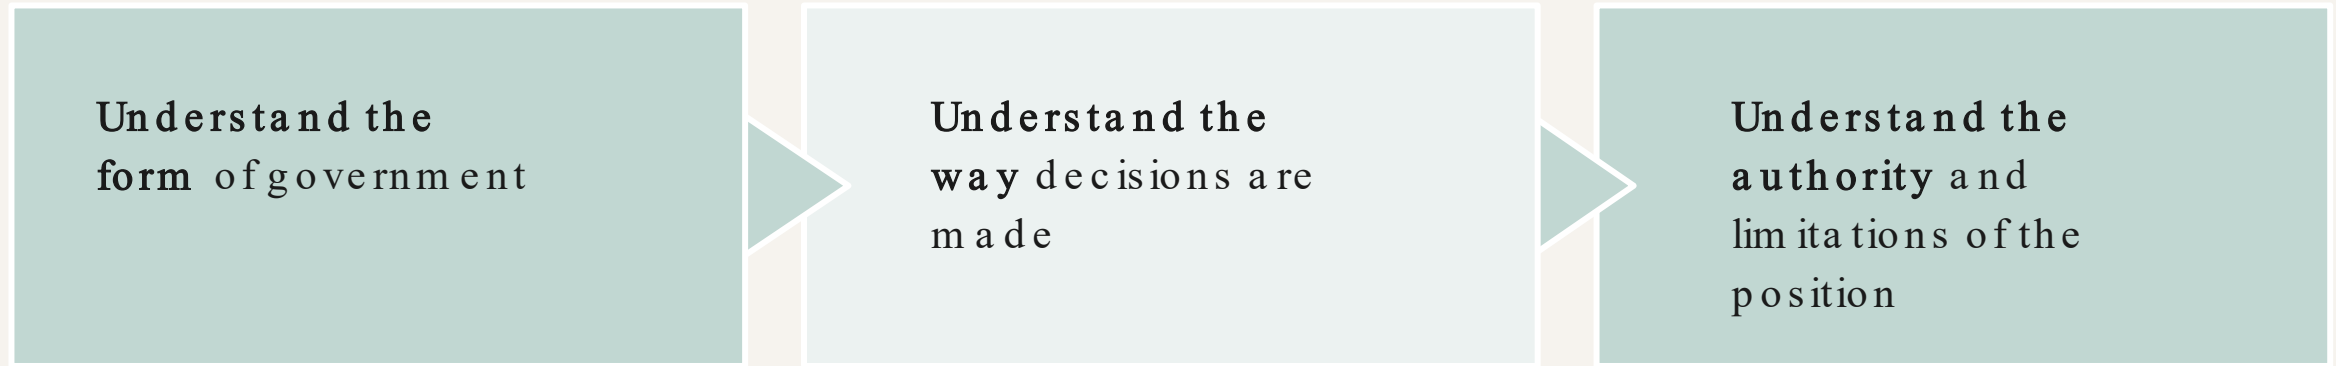 Understand the
form of government
Understand the
way decisions are
made
Understand the
authority and
limitations of the
position